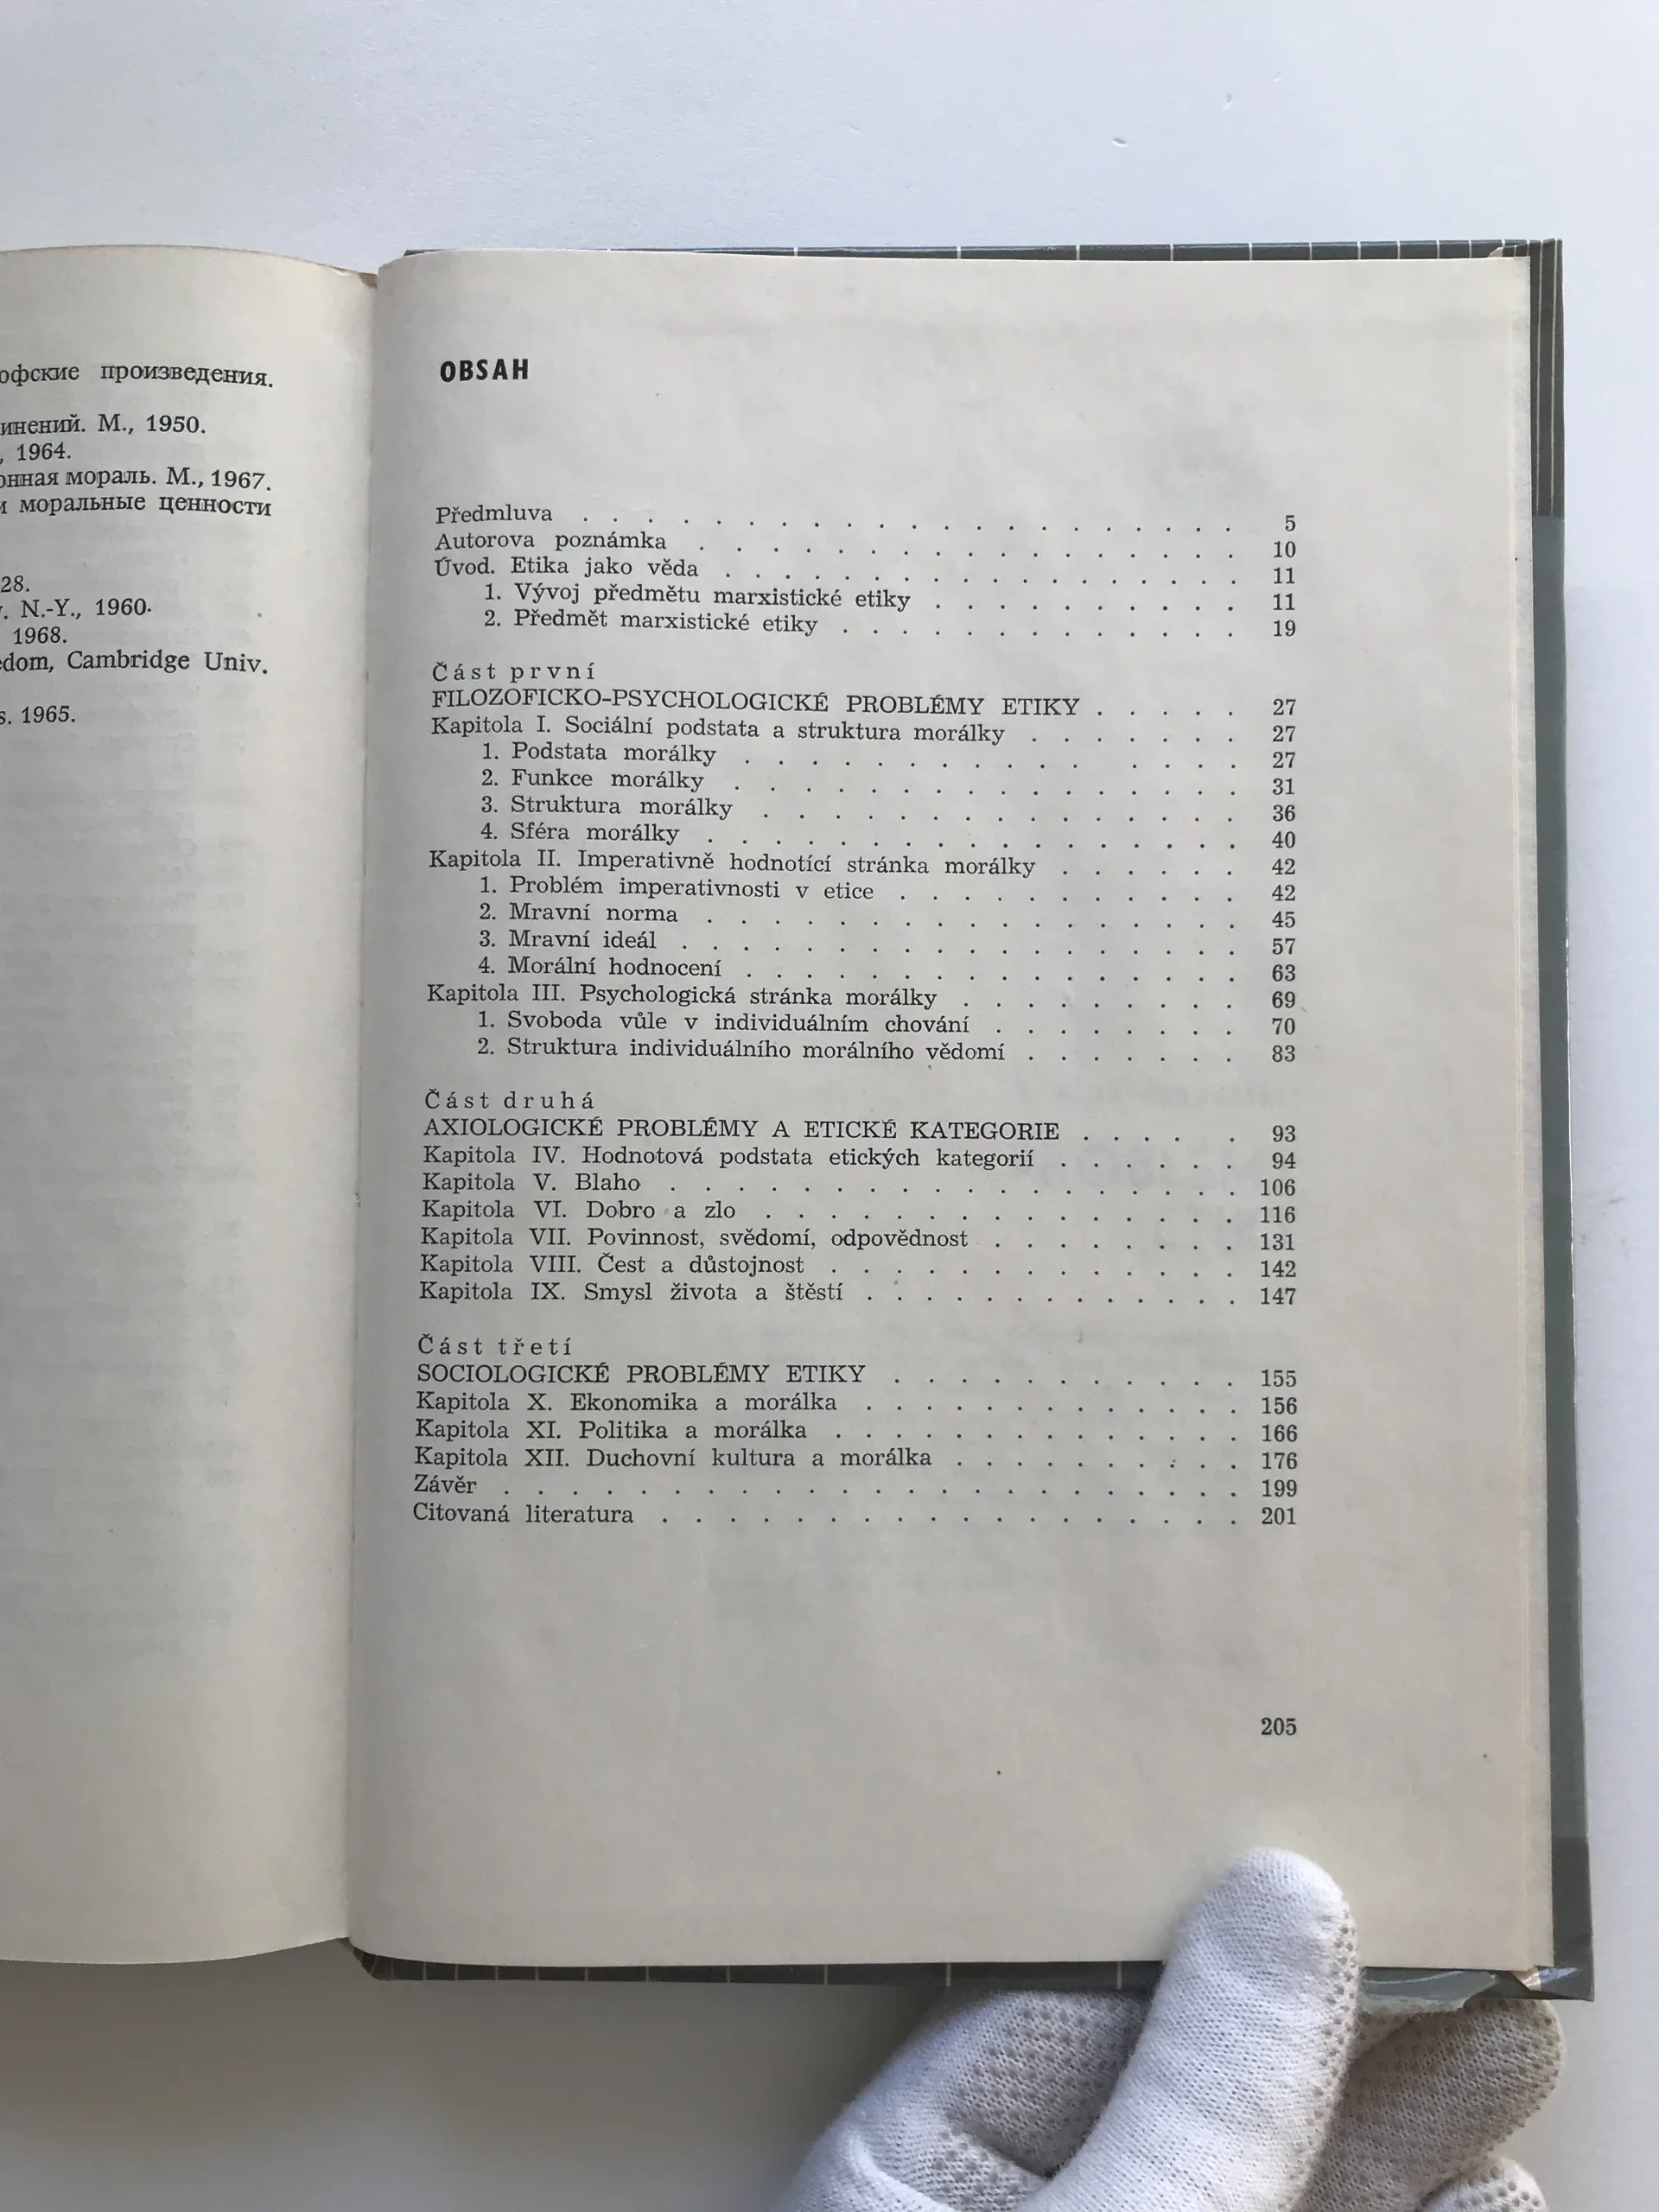 произведения.
М., 1950.
, 1964.
мораль. М., 1967.
моральные ценности
28.
N.-Y., 1960.
1968.
Cambridge Univ.
1965.
OBSAH
Předmluva . . . . . . . . . . . . . . . . . . . . 5
Autorova poznámka . . . . . . . . . . . . . . . . . 10
Úvod. Etika jako věda . . . . . . . . . . . . . . . . 11
1. Vývoj předmětu marxistické etiky . . . . . . . . . . 11
2. Předmět marxistické etiky . . . . . . . . . . . . . 19
Část první
FILOZOFICKO-PSYCHOLOGICKÉ PROBLÉMY ETIKY . . . . . 27
Kapitola I. Sociální podstata a struktura morálky . . . . . . . 27
1. Podstata morálky . . . . . . . . . . . . . . . 27
2. Funkce morálky . . . . . . . . . . . . . . . . 31
3. Struktura morálky . . . . . . . . . . . . . . . 36
4. Sféra morálky . . . . . . . . . . . . . . . . . 40
Kapitola II. Imperativně hodnotící stránka morálky . . . . . . 42
1. Problém imperativnosti v etice . . . . . . . . . . . 42
2. Mravní norma . . . . . . . . . . . . . . . . . 45
3. Mravní ideál . . . . . . . . . . . . . . . . . 57
4. Morální hodnocení . . . . . . . . . . . . . . . 63
Kapitola III. Psychologická stránka morálky . . . . . . . . . 69
1. Svoboda vůle v individuálním chování . . . . . . . . 70
2. Struktura individuálního morálního vědomí . . . . . . . 83
Část druhá
AXIOLOGICKÉ PROBLÉMY A ETICKÉ KATEGORIE . . . . . 93
Kapitola IV. Hodnotová podstata etických kategorií . . . . . . 94
Kapitola V. Blaho . . . . . . . . . . . . . . . . . . 106
Kapitola VI. Dobro a zlo . . . . . . . . . . . . . . . 116
Kapitola VII. Povinnost, svědomí, odpovědnost . . . . . . . . 131
Kapitola VIII. Čest a důstojnost . . . . . . . . . . . . . 142
Kapitola IX. Smysl života a štěstí . . . . . . . . . . . . 147
Část třetí
SOCIOLOGICKÉ PROBLÉMY ETIKY . . . . . . . . . . . 155
Kapitola X. Ekonomika a morálka . . . . . . . . . . . . 156
Kapitola XI. Politika a morálka . . . . . . . . . . . . . 166
Kapitola XII. Duchovní kultura a morálka . . . . . . . . . 176
Závěr . . . . . . . . . . . . . . . . . . . . . . 199
Citovaná literatura . . . . . . . . . . . . . . . . . . 201
205